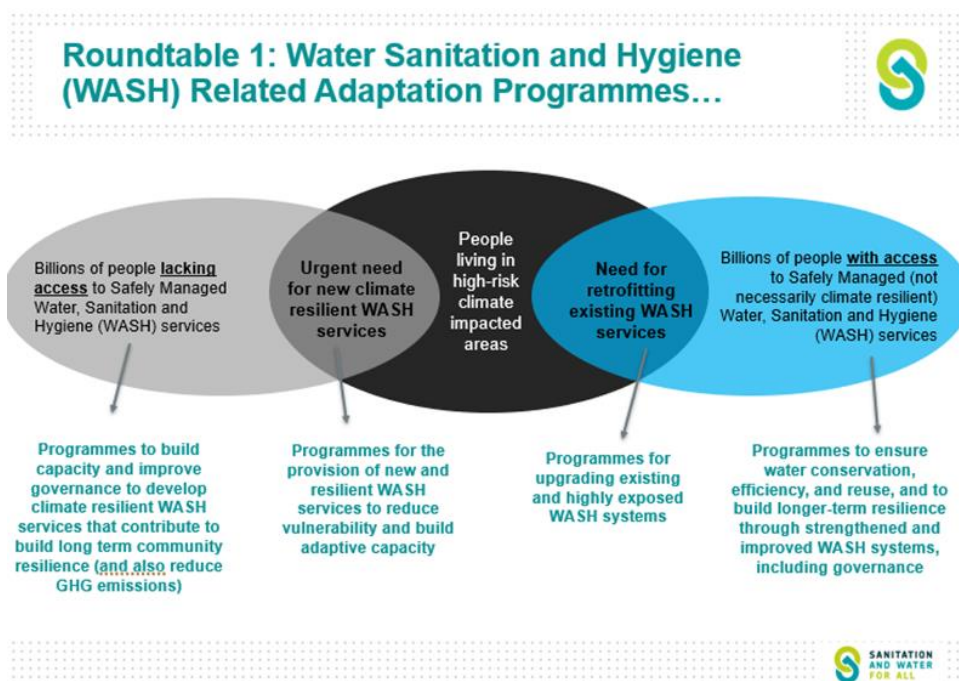 Roundtable 1: Water Sanitation and Hygiene
(WASH) Related Adaptation Programmes…
Billions of people lacking
access to Safely Managed
Water, Sanitation and
Hygiene (WASH) services
Urgent need
for new climate
resilient WASH
services
People
living in
high-risk
climate
impacted
areas
Need for
retrofitting
existing WASH
services
Billions of people with access
to Safely Managed (not
necessarily climate resilient)
Water, Sanitation and Hygiene
(WASH) services
Programmes to build
capacity and improve
governance to develop
climate resilient WASH
services that contribute to
build long term community
resilience (and also reduce
GHG emissions)
Programmes for the
provision of new and
resilient WASH
services to reduce
vulnerability and build
adaptive capacity
Programmes for
upgrading existing
and highly exposed
WASH systems
Programmes to ensure
water conservation,
efficiency, and reuse, and to
build longer-term resilience
through strengthened and
improved WASH systems,
including governance
SANITATION
AND WATER
FOR ALL